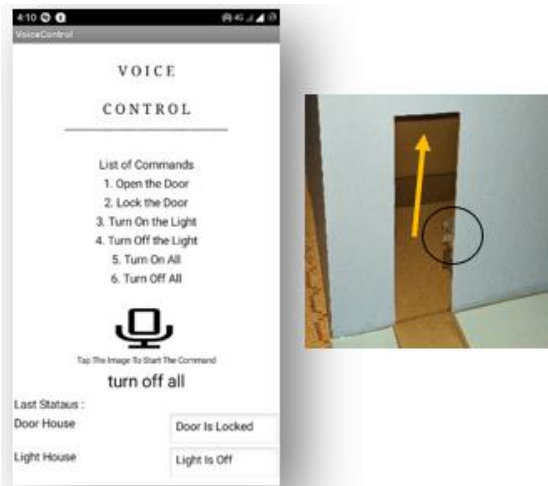 4:10
VoiceControl
VOICE
CONTROL
List of Commands
1. Open the Door
2. Lock the Door
3. Turn On the Light
4. Turn Off the Light
5. Turn On All
6. Turn Off All
Tap The Image To Start The Command
turn off all
Last Stataus :
Door House Door Is Locked
Light House Light Is Off